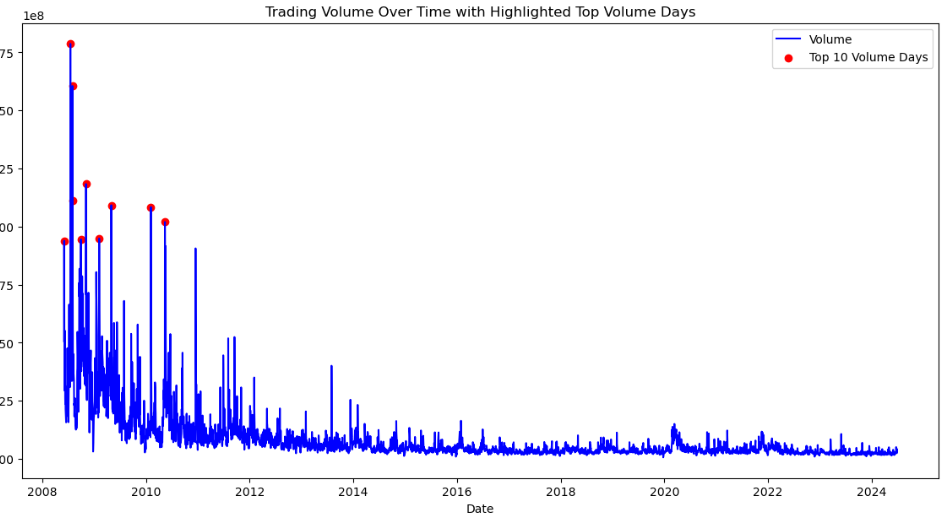 Trading Volume Over Time with Highlighted Top Volume Days
1e8
Volume
Top 10 Volume Days
75
50
25
00
75
50
25
00
2008 2010 2012 2014 2016 2018 2020 2022 2024
Date